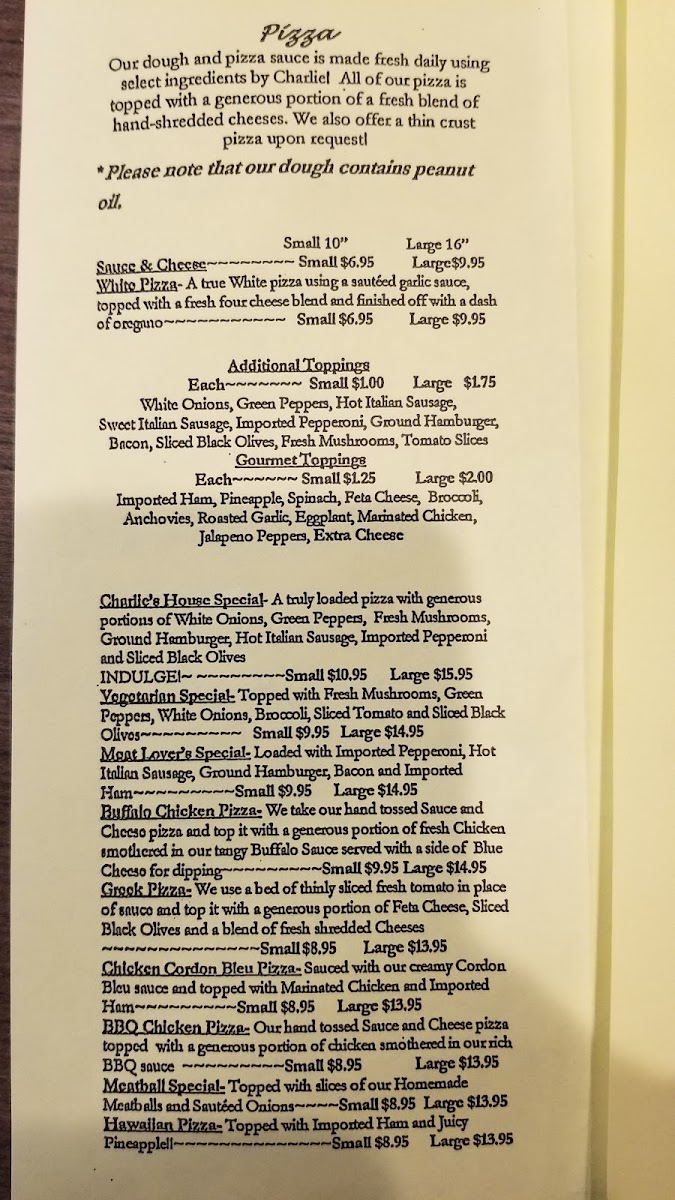 Pizza
Our dough and pizza sauce is made fresh daily using
select ingredients by Charlie! All of our pizza is
topped with a generous portion of a fresh blend of
hand-shredded cheeses. We also offer a thin crust
pizza upon request!
*Please note that our dough contains peanut
oil.
Small 10" Large 16"
Sauce & Cheese~~~~~~~~ Small $6.95 Large$9.95
White Pizza- A true White pizza using a sautéed garlic sauce,
topped with a fresh four cheese blend and finished off with a dash
of oregano~~~~~~~~~~~ Small $6.95 Large $9.95
Additional Toppings
Each~~~~~~~ Small $1.00 Large $1.75
White Onions, Green Peppers, Hot Italian Sausage,
Sweet Italian Sausage, Imported Pepperoni, Ground Hamburger,
Bacon, Sliced Black Olives, Fresh Mushrooms, Tomato Slices
Gourmet Toppings
Each~~~~~~ Small $1.25 Large $2.00
Imported Ham, Pineapple, Spinach, Feta Cheese, Broccoli,
Anchovies, Roasted Garlic, Eggplant, Marinated Chicken,
Jalapeno Peppers, Extra Cheese
Charlie's House Special- A truly loaded pizza with generous
portions of White Onions, Green Peppers, Fresh Mushrooms,
Ground Hamburger, Hot Italian Sausage, Imported Pepperoni
and Sliced Black Olives
INDULGE!~ ~~~~~~~~Small $10.95 Large $15.95
Vegetarian Special- Topped with Fresh Mushrooms, Green
Peppers, White Onions, Broccoli, Sliced Tomato and Sliced Black
Olives~~~~~~~~~ Small $9.95 Large $14.95
Meat Lover's Special- Loaded with Imported Pepperoni, Hot
Italian Sausage, Ground Hamburger, Bacon and Imported
Ham~~~~~~~~~Small $9.95 Large $14.95
Buffalo Chicken Pizza- We take our hand tossed Sauce and
Cheese pizza and top it with a generous portion of fresh Chicken
smothered in our tangy Buffalo Sauce served with a side of Blue
Cheese for dipping~~~~~~~~~Small $9.95 Large $14.95
Greek Pizza- We use a bed of thinly sliced fresh tomato in place
of sauce and top it with a generous portion of Feta Cheese, Sliced
Black Olives and a blend of fresh shredded Cheeses
~~~~~~~~~~~~~~Small $8.95 Large $13.95
Chicken Cordon Bleu Pizza- Sauced with our creamy Cordon
Bleu sauce and topped with Marinated Chicken and Imported
Ham~~~~~~~~~Small $8.95 Large $13.95
BBQ Chicken Pizza- Our hand tossed Sauce and Cheese pizza
topped with a generous portion of chicken smothered in our rich
BBQ sauce ~~~~~~~~~Small $8.95 Large $13.95
Meatball Special- Topped with slices of our Homemade
Meatballs and Sautéed Onions~~~~Small $8.95 Large $13.95
Hawaiian Pizza- Topped with Imported Ham and Juicy
Pineapple!!~~~~~~~~~~~~~~Small $8.95 Large $13.95